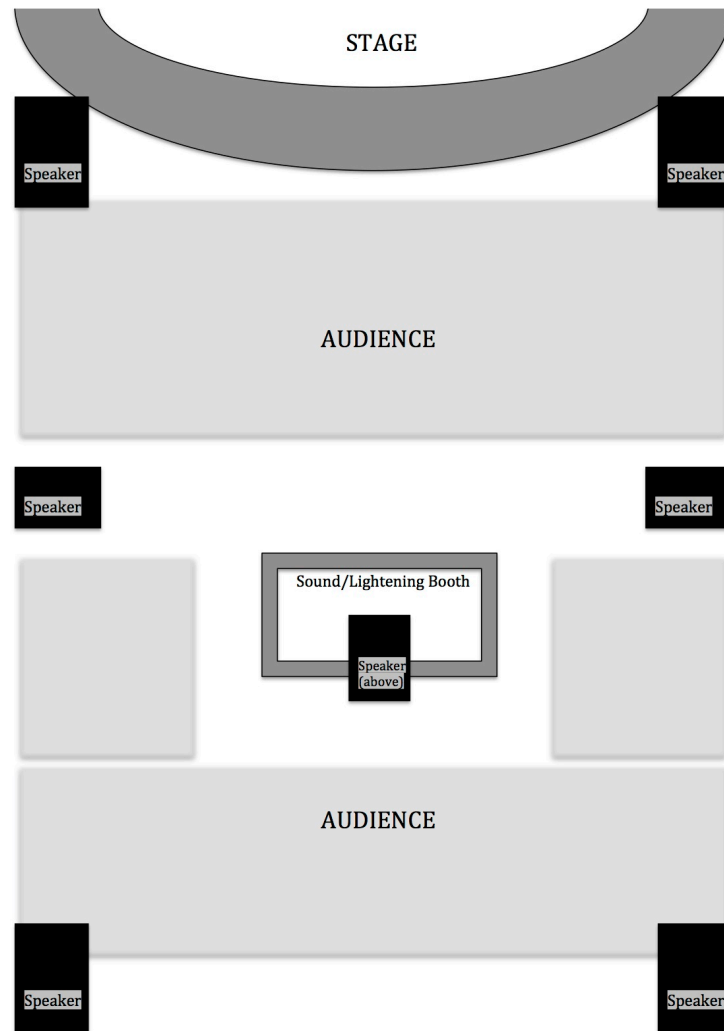 STAGE
Speaker
Speaker
AUDIENCE
Speaker
Speaker
Sound/Lightening Booth
Speaker
(above)
AUDIENCE
Speaker
Speaker